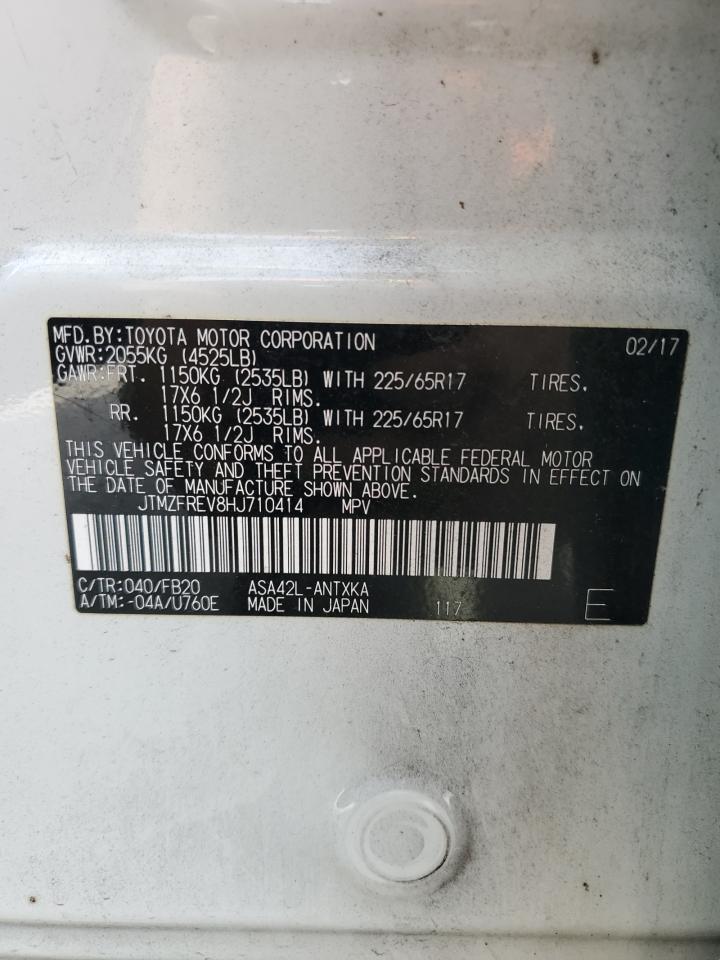 MFD.BY:TOYOTA MOTOR CORPORATION 02/17
GVWR:2055KG (4525LB)
GAWR:FRT. 1150KG (2535LB) WITH 225/65R17 TIRES.
17X6 1/2J RIMS.
RR. 1150KG (2535LB) WITH 225/65R17 TIRES.
17X6 1/2J RIMS.
THIS VEHICLE CONFORMS TO ALL APPLICABLE FEDERAL MOTOR
VEHICLE SAFETY AND THEFT PREVENTION STANDARDS IN EFFECT ON
THE DATE OF MANUFACTURE SHOWN ABOVE.
JTMZFREV8HJ710414 MPV
C/TR:040/FB20 ASA42L-ANTXKA
A/TM:-04A/U760E MADE IN JAPAN 117 E